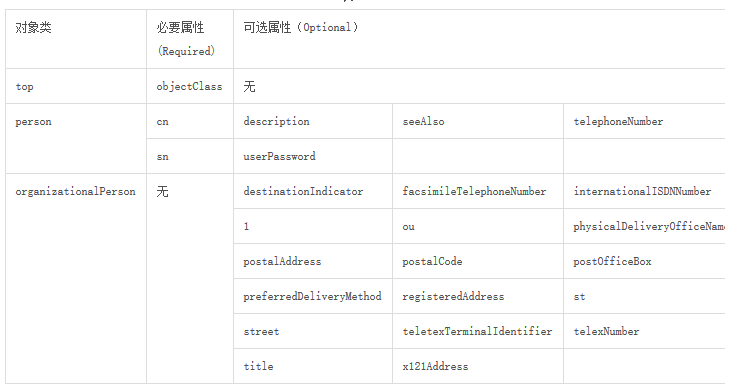 对象类 必要属性 可选属性（Optional）
(Required)
top objectClass 无
person cn description seeAlso telephoneNumber
sn userPassword
organizationalPerson 无 destinationIndicator facsimileTelephoneNumber internationalISDNNumber
1 ou physicalDeliveryOfficeName
postalAddress postalCode postOfficeBox
preferredDeliveryMethod registeredAddress st
street teletexTerminalIdentifier telexNumber
title x121Address